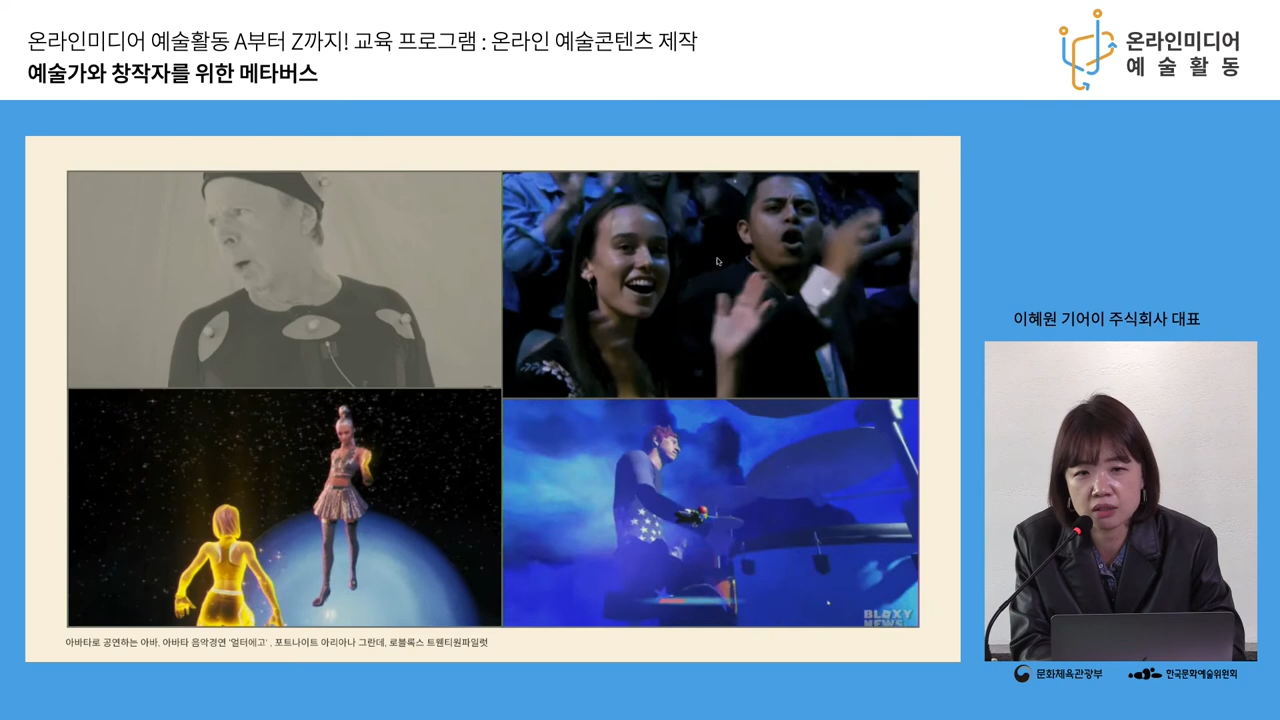 온라인미디어 예술활동 A부터 Z까지! 교육 프로그램 : 온라인 예술콘텐츠 제작
예술가와 창작자를 위한 메타버스
온라인미디어
예 술 활 동
이혜원 기어이 주식회사 대표
BLOXY
NEWS
아바타로 공연하는 아바, 아바타 음악경연 '얼터에고' , 포트나이트 아리아나 그란데, 로블록스 트웬티원파일럿
문화체육관광부
한국문화예술위원회